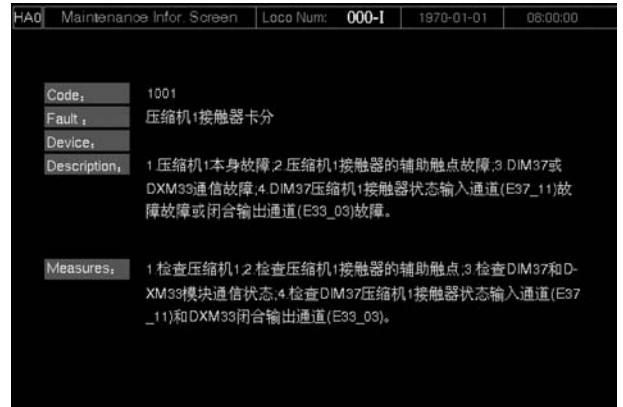 HA0 Maintenance Infor. Screen Loco Num: 000-I 1970-01-01 08:00:00
Code: 1001
Fault: 压缩机1接触器卡分
Device:
Description: 1.压缩机1本身故障;2.压缩机1接触器的辅助触点故障;3.DIM37或
DXM33通信故障;4.DIM37压缩机1接触器状态输入通道(E37_11)故
障故障或闭合输出通道(E33_03)故障。
Measures: 1.检查压缩机1;2.检查压缩机1接触器的辅助触点;3.检查DIM37和D-
XM33模块通信状态;4.检查DIM37压缩机1接触器状态输入通道(E37
_11)和DXM33闭合输出通道(E33_03)。